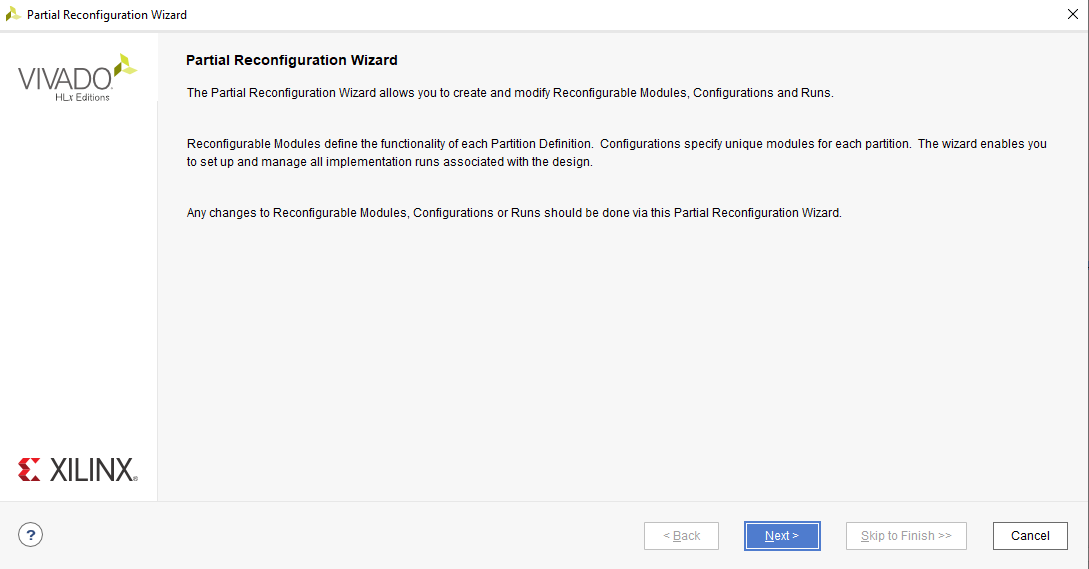 Partial Reconfiguration Wizard
VIVADO
HLx Editions
Partial Reconfiguration Wizard
The Partial Reconfiguration Wizard allows you to create and modify Reconfigurable Modules, Configurations and Runs.
Reconfigurable Modules define the functionality of each Partition Definition.  Configurations specify unique modules for each partition.  The wizard enables you
to set up and manage all implementation runs associated with the design.
Any changes to Reconfigurable Modules, Configurations or Runs should be done via this Partial Reconfiguration Wizard.
XILINX
?
< Back
Next >
Skip to Finish >>
Cancel